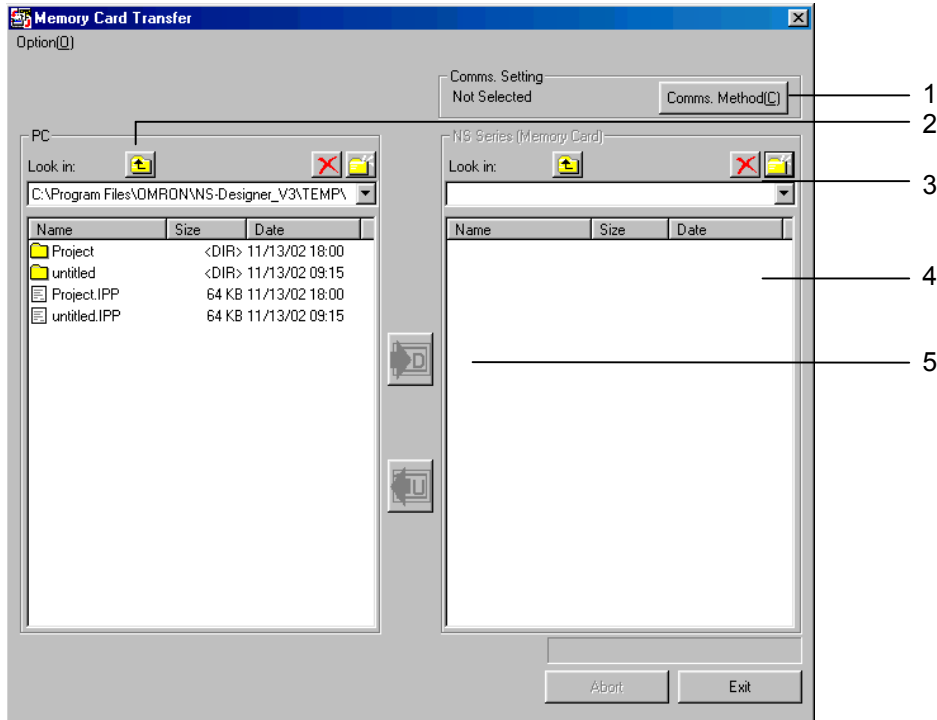 Memory Card Transfer
Option(O)
Comms. Setting
Not Selected
Comms. Method(C)
1
2
PC
Look in:
C:\Program Files\OMRON\NS-Designer_V3\TEMP\
Name Size Date
Project <DIR> 11/13/02 18:00
untitled <DIR> 11/13/02 09:15
Project.IPP 64 KB 11/13/02 18:00
untitled.IPP 64 KB 11/13/02 09:15
D
U
NS Series (Memory Card)
Look in:
3
Name Size Date
4
5
Abort
Exit